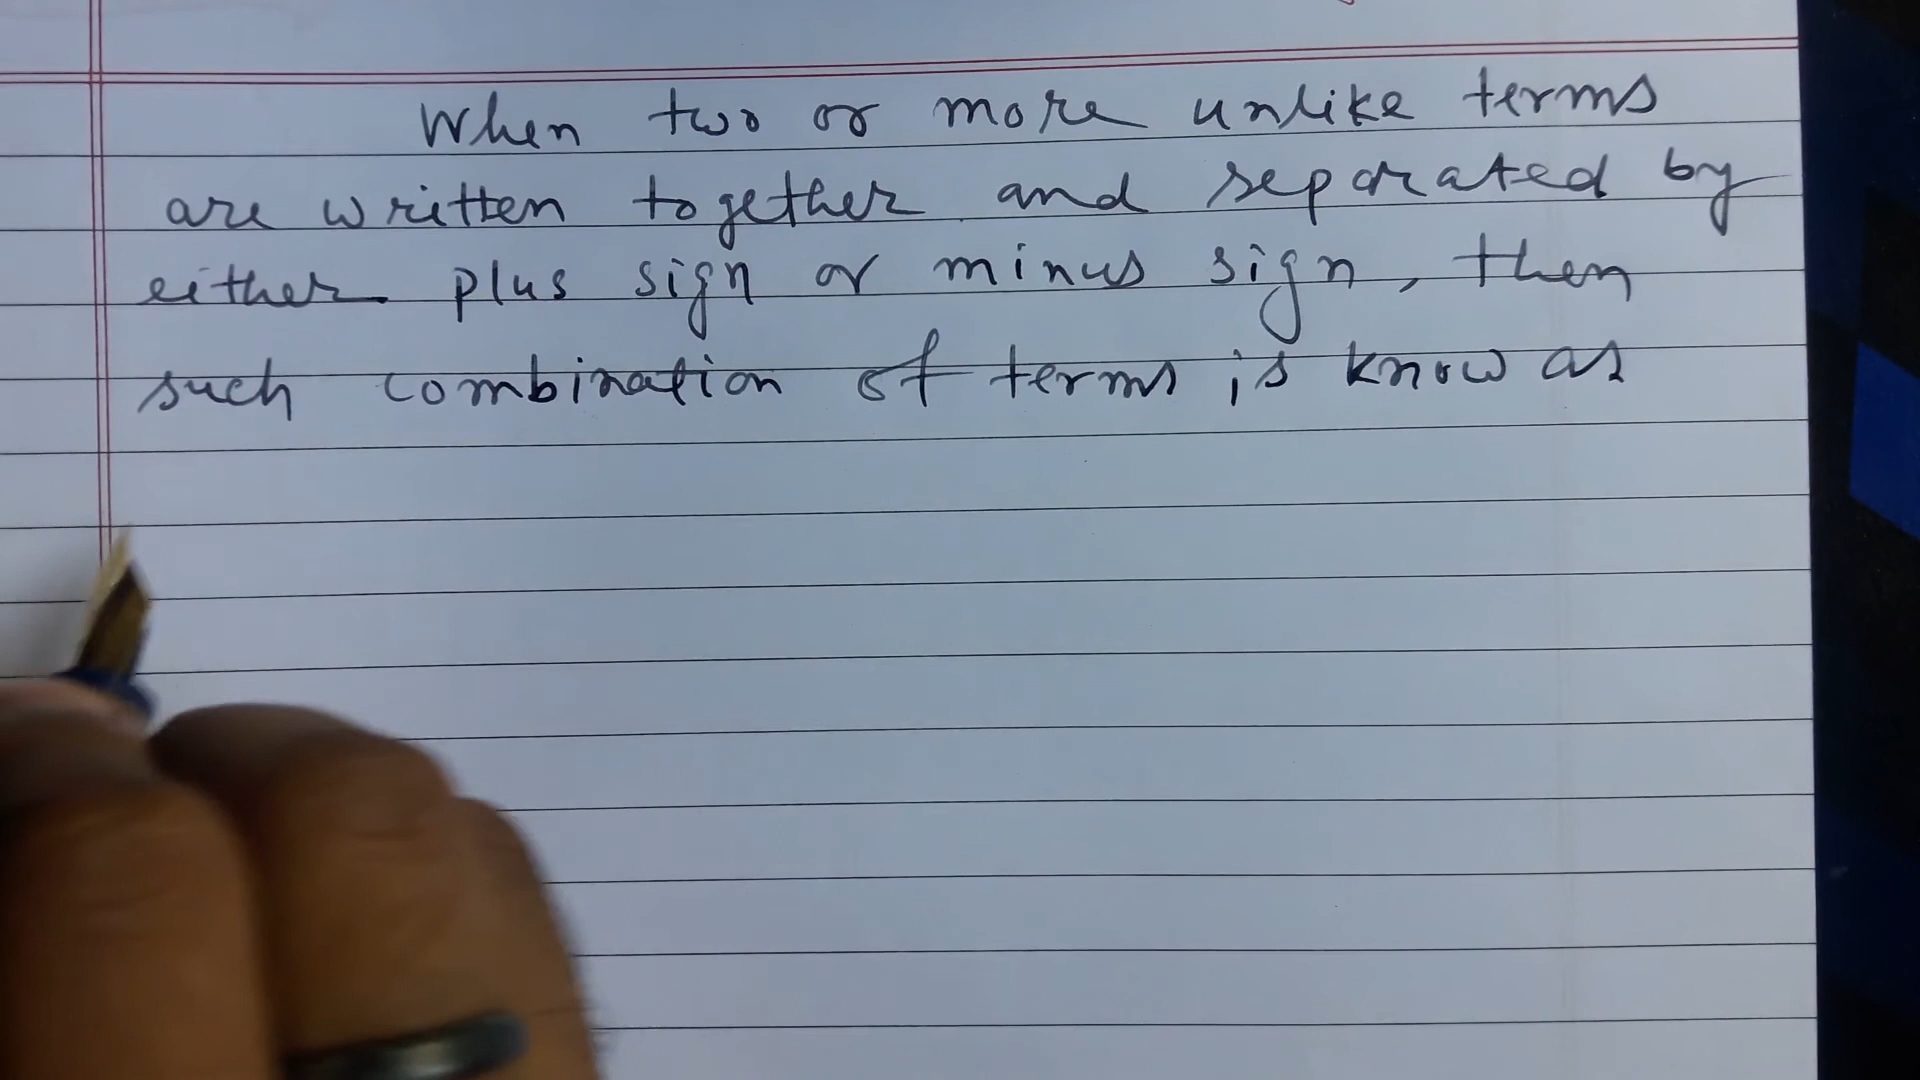 When two or more unlike terms
are written together and separated by
either plus sign or minus sign, then
such combination of terms is know as